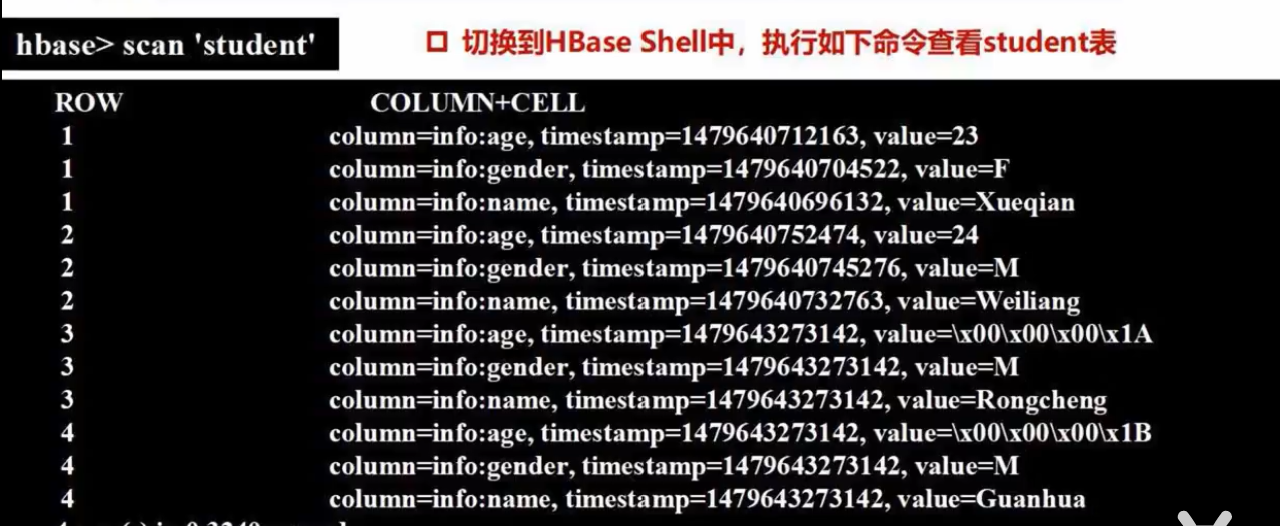 hbase> scan 'student'
口 切换到HBase Shell中，执行如下命令查看student表
ROW COLUMN+CELL
1 column=info:age, timestamp=1479640712163, value=23
1 column=info:gender, timestamp=1479640704522, value=F
1 column=info:name, timestamp=1479640696132, value=Xueqian
2 column=info:age, timestamp=1479640752474, value=24
2 column=info:gender, timestamp=1479640745276, value=M
2 column=info:name, timestamp=1479640732763, value=Weiliang
3 column=info:age, timestamp=1479643273142, value=\x00\x00\x00\x1A
3 column=info:gender, timestamp=1479643273142, value=M
3 column=info:name, timestamp=1479643273142, value=Rongcheng
4 column=info:age, timestamp=1479643273142, value=\x00\x00\x00\x1B
4 column=info:gender, timestamp=1479643273142, value=M
4 column=info:name, timestamp=1479643273142, value=Guanhua